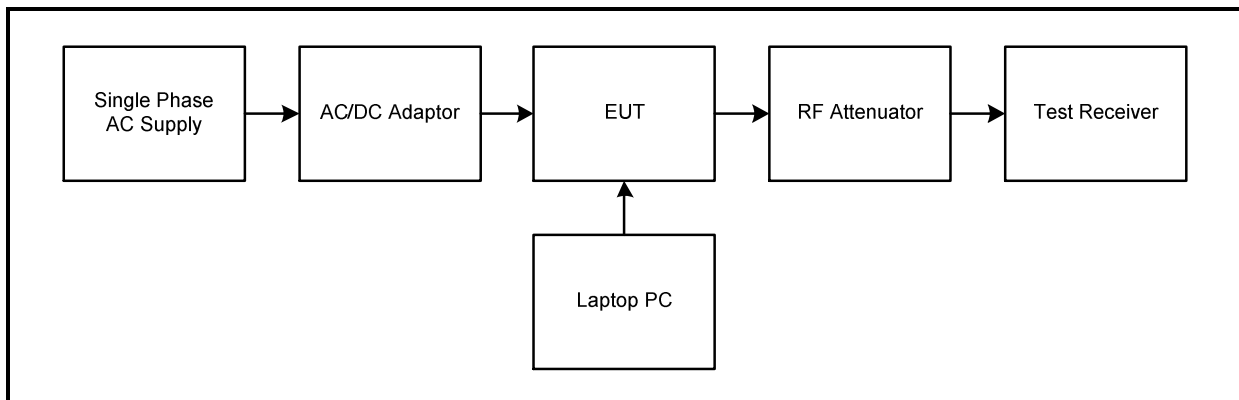 Single Phase
AC Supply
AC/DC Adaptor
EUT
RF Attenuator
Test Receiver
Laptop PC